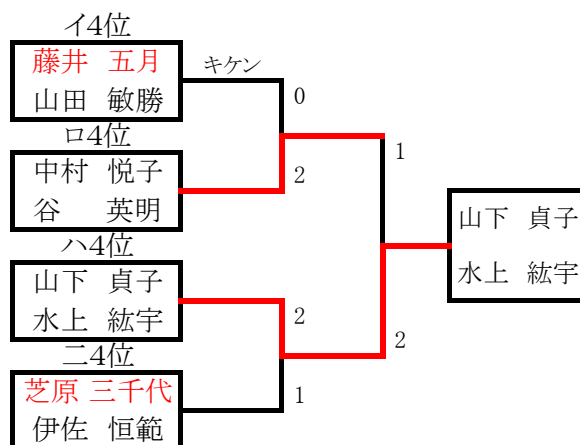 イ4位
藤井 五月
山田 敏勝
キケン
0
ロ4位
中村 悦子
谷 英明
2
1
ハ4位
山下 貞子
水上 紘宇
2
2
ニ4位
芝原 三千代
伊佐 恒範
1
山下 貞子
水上 紘宇